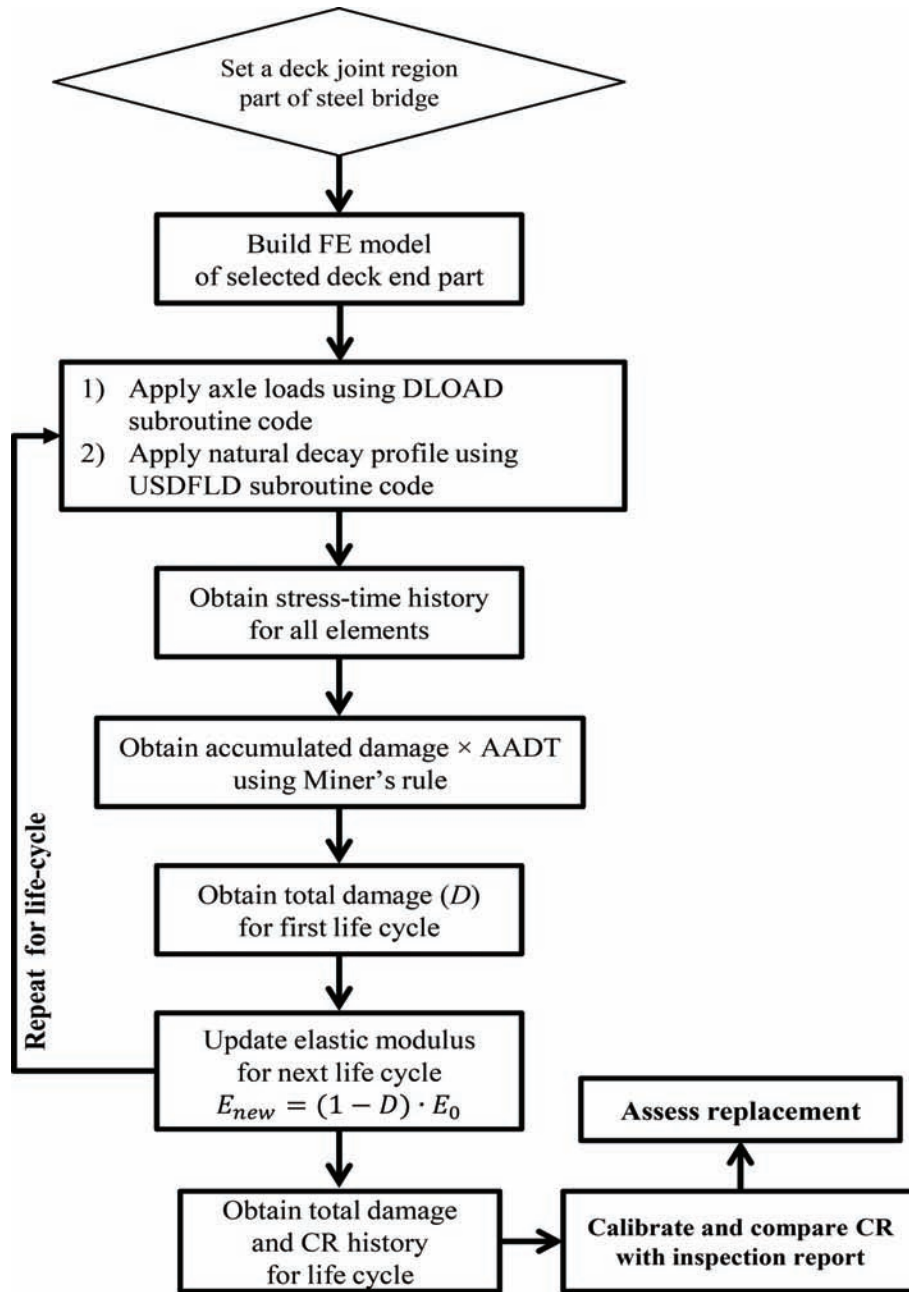 Set a deck joint region
part of steel bridge
Build FE model
of selected deck end part
1) Apply axle loads using DLOAD
subroutine code
2) Apply natural decay profile using
USDFLD subroutine code
Obtain stress-time history
for all elements
Obtain accumulated damage × AADT
using Miner’s rule
Obtain total damage (D)
for first life cycle
Repeat for life-cycle
Update elastic modulus
for next life cycle
E_{new} = (1 − D) · E_0
Assess replacement
Obtain total damage
and CR history
for life cycle
Calibrate and compare CR
with inspection report